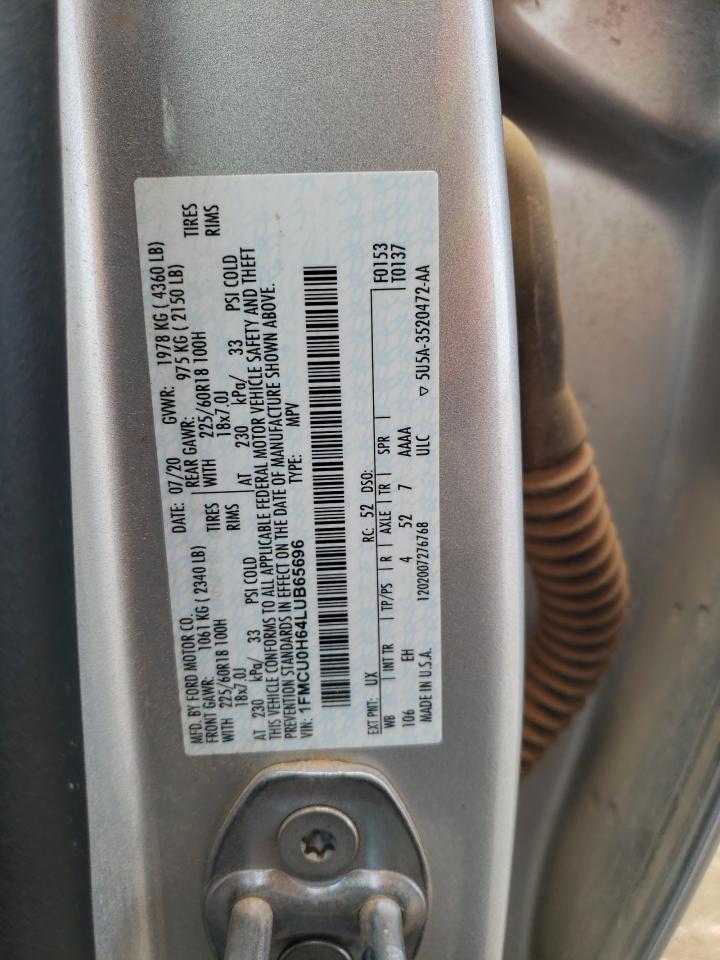 MFD. BY FORD MOTOR CO. DATE: 07/20 GVWR: 1978 KG ( 4360 LB)
FRONT GAWR: 1061 KG ( 2340 LB) REAR GAWR: 975 KG ( 2150 LB)
WITH 225/60R18 100H TIRES WITH 225/60R18 100H TIRES
18x7.0J RIMS 18x7.0J RIMS
AT 230 kPa/ 33 PSI COLD AT 230 kPa/ 33 PSI COLD
THIS VEHICLE CONFORMS TO ALL APPLICABLE FEDERAL MOTOR VEHICLE SAFETY AND THEFT
PREVENTION STANDARDS IN EFFECT ON THE DATE OF MANUFACTURE SHOWN ABOVE.
VIN: 1FMCU0H64LUB65696 TYPE: MPV
EXT PNT: UX RC: 52 DSO: F0153
WB INT TR TP/PS R AXLE TR SPR T0137
106 EH 4 52 7 AAAA
MADE IN U.S.A. 1202007276768 ULC ▽ 5U5A-3520472-AA